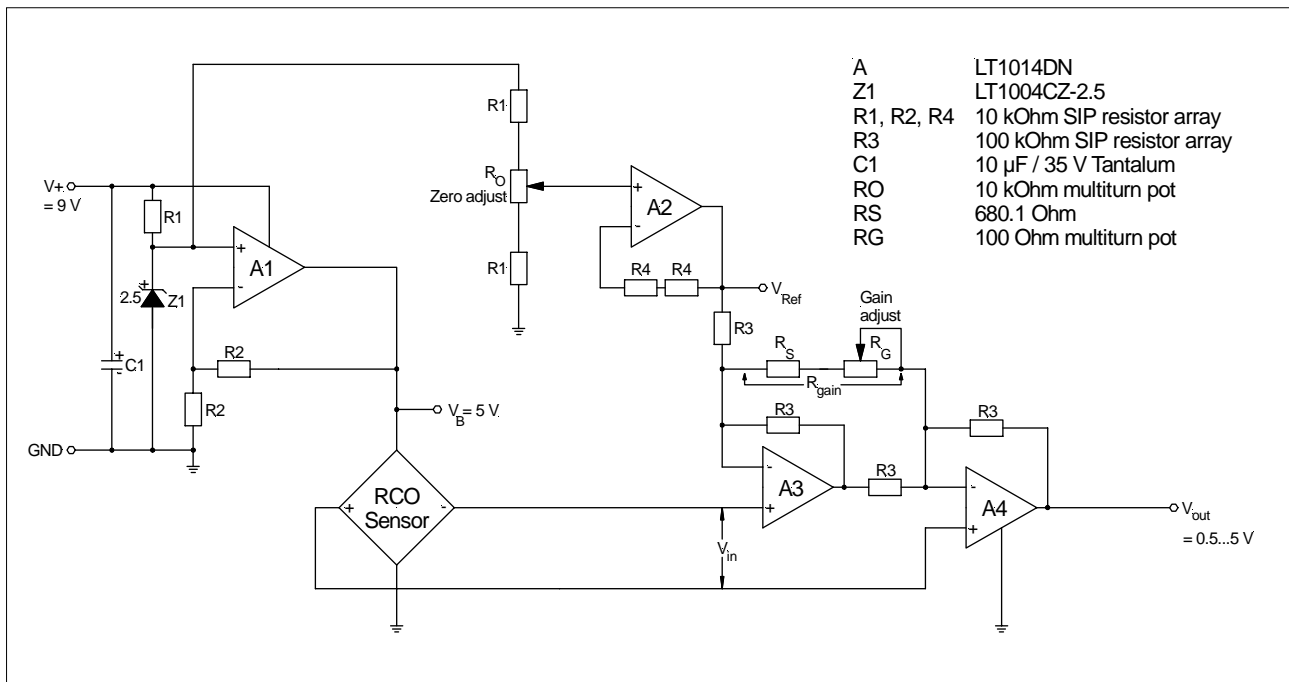 A LT1014DN
Z1 LT1004CZ-2.5
R1, R2, R4 10 kOhm SIP resistor array
R3 100 kOhm SIP resistor array
C1 10 µF / 35 V Tantalum
RO 10 kOhm multiturn pot
RS 680.1 Ohm
RG 100 Ohm multiturn pot
R1
RO
Zero adjust
R1
V+
= 9 V
R1
+
A1
-
2.5
+
Z1
+
C1
-
R2
R2
GND
VB = 5 V
+
A2
-
R4
R4
VRef
R3
Gain
adjust
RS
RG
Rgain
R3
-
A3
+
R3
R3
-
A4
+
Vout
= 0.5...5 V
+
RCO
Sensor
-
Vin